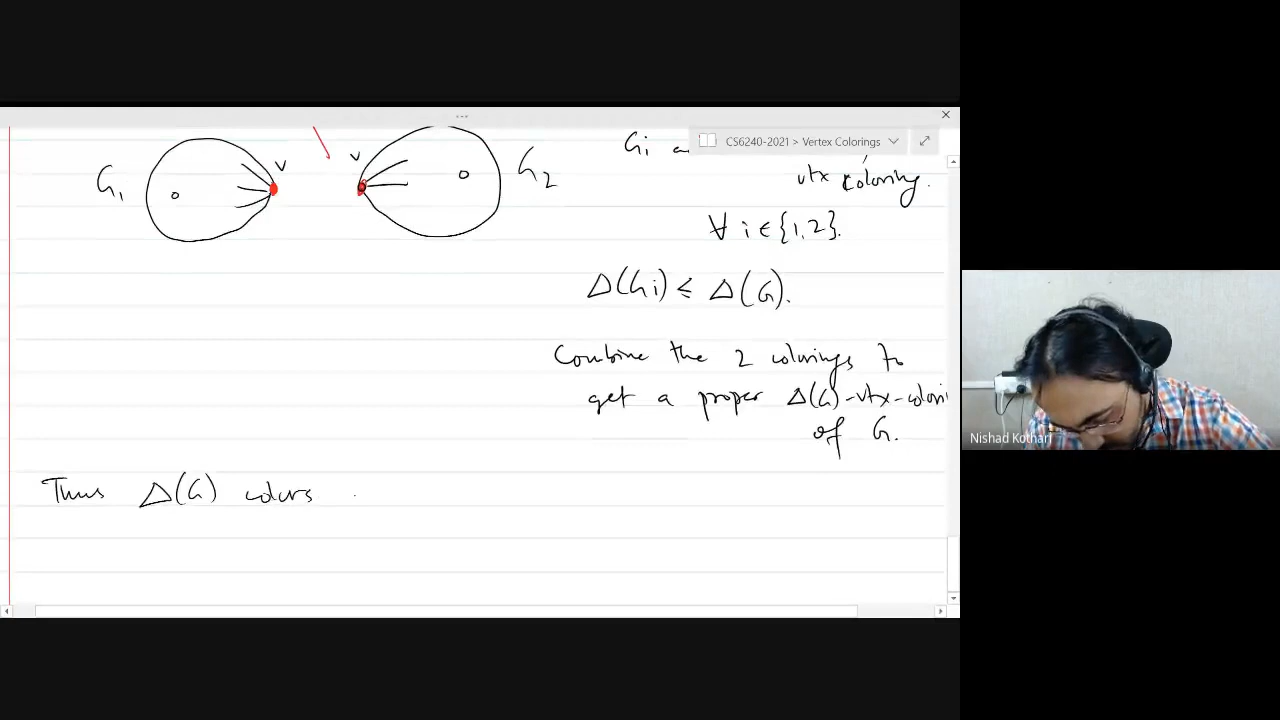 CS6240-2021 > Vertex Colorings
G₁
v
v
G₂
Gi
vtx coloring.
∀ i ∈ {1,2}.
Δ(Gi) ≤ Δ(G).
Combine the 2 colorings to
get a proper Δ(G)-vtx-colori
of G.
Thus Δ(G) colors
Nishad Kothari